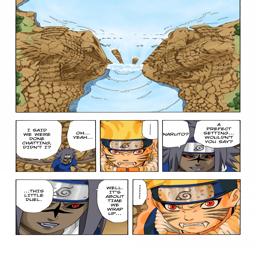 A
PERFECT
SETTING...
WOULDN'T
YOU SAY?
NARUTO?
......
OH...
YEAH...
I SAID
WE WERE
DONE
CHATTING,
DIDN'T I?
WELL,
IT'S
ABOUT
TIME
WE
WRAP
UP...
...THIS
LITTLE
DUEL.